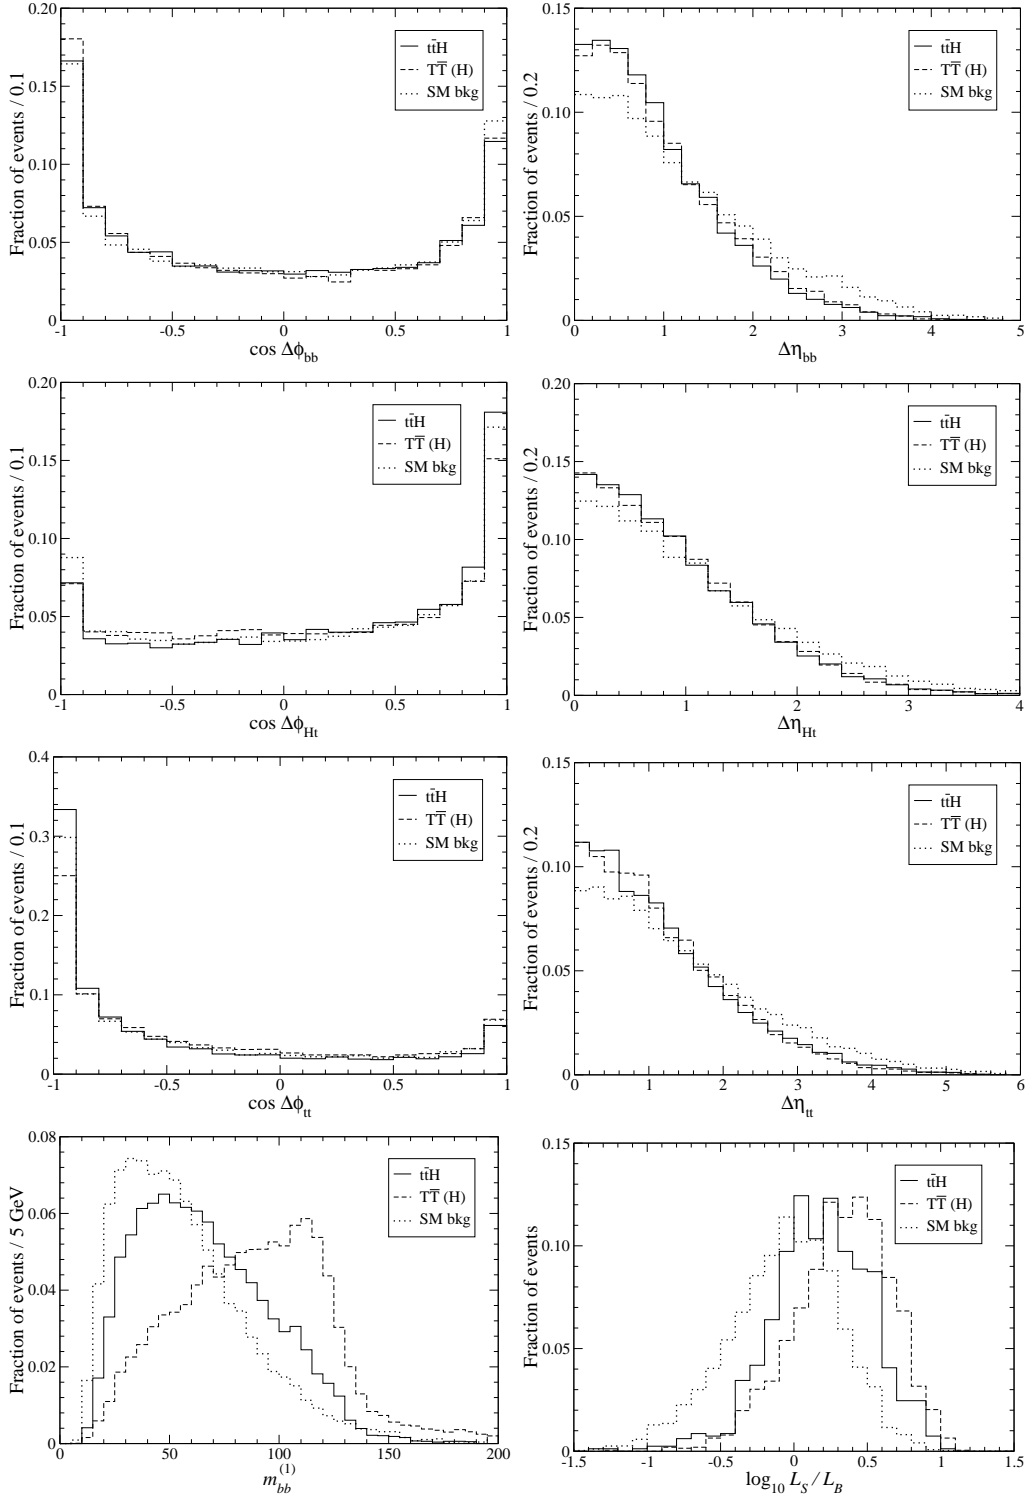 0.20
0.15
0.10
0.05
0
Fraction of events / 0.1
tt̄H
TT̄ (H)
SM bkg
-1 -0.5 0 0.5 1
cos Δϕbb
0.15
0.10
0.05
0
Fraction of events / 0.2
tt̄H
TT̄ (H)
SM bkg
0 1 2 3 4 5
Δηbb
0.20
0.15
0.10
0.05
0
Fraction of events / 0.1
tt̄H
TT̄ (H)
SM bkg
-1 -0.5 0 0.5 1
cos ΔϕHt
0.20
0.15
0.10
0.05
0
Fraction of events / 0.2
tt̄H
TT̄ (H)
SM bkg
0 1 2 3 4
ΔηHt
0.4
0.3
0.2
0.1
0
Fraction of events / 0.1
tt̄H
TT̄ (H)
SM bkg
-1 -0.5 0 0.5 1
cos Δϕtt
0.15
0.10
0.05
0
Fraction of events / 0.2
tt̄H
TT̄ (H)
SM bkg
0 1 2 3 4 5 6
Δηtt
0.08
0.06
0.04
0.02
0
Fraction of events / 5 GeV
tt̄H
TT̄ (H)
SM bkg
0 50 100 150 200
mbb(1)
0.15
0.10
0.05
0
Fraction of events
tt̄H
TT̄ (H)
SM bkg
-1.5 -1 -0.5 0 0.5 1 1.5
log10 LS / LB